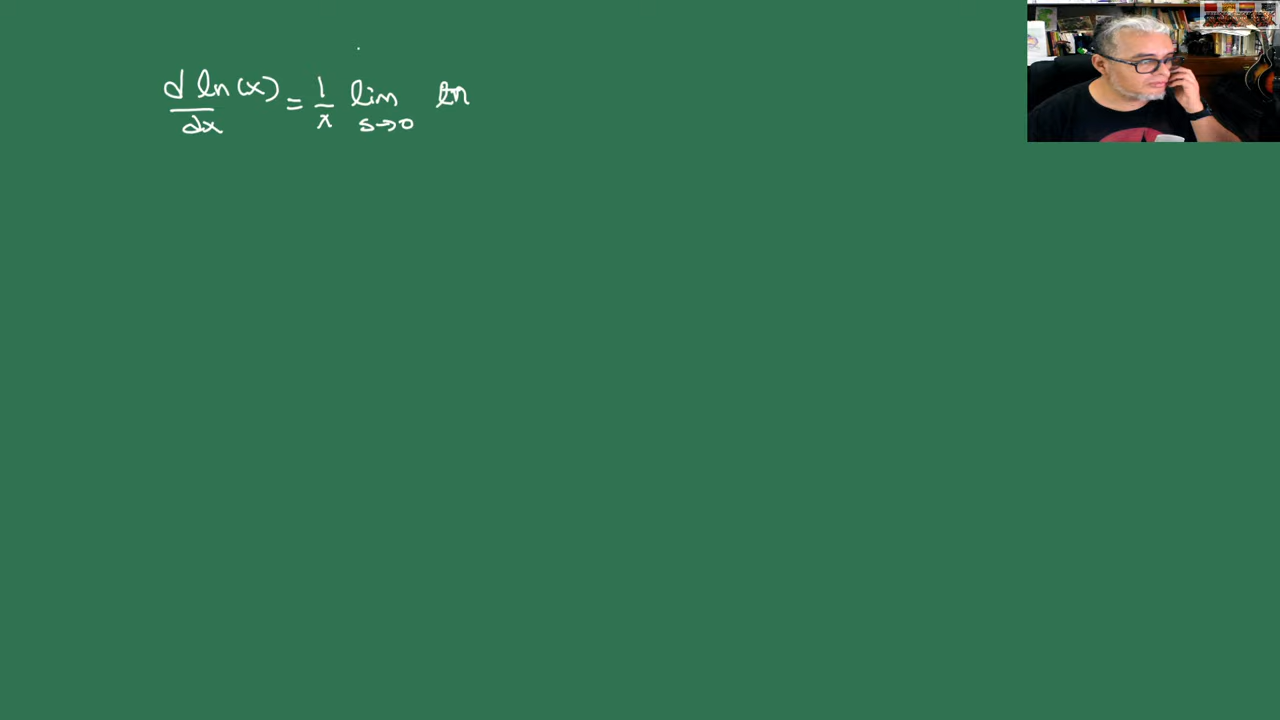 d ln(x) / dx = 1/x lim s→0 ln